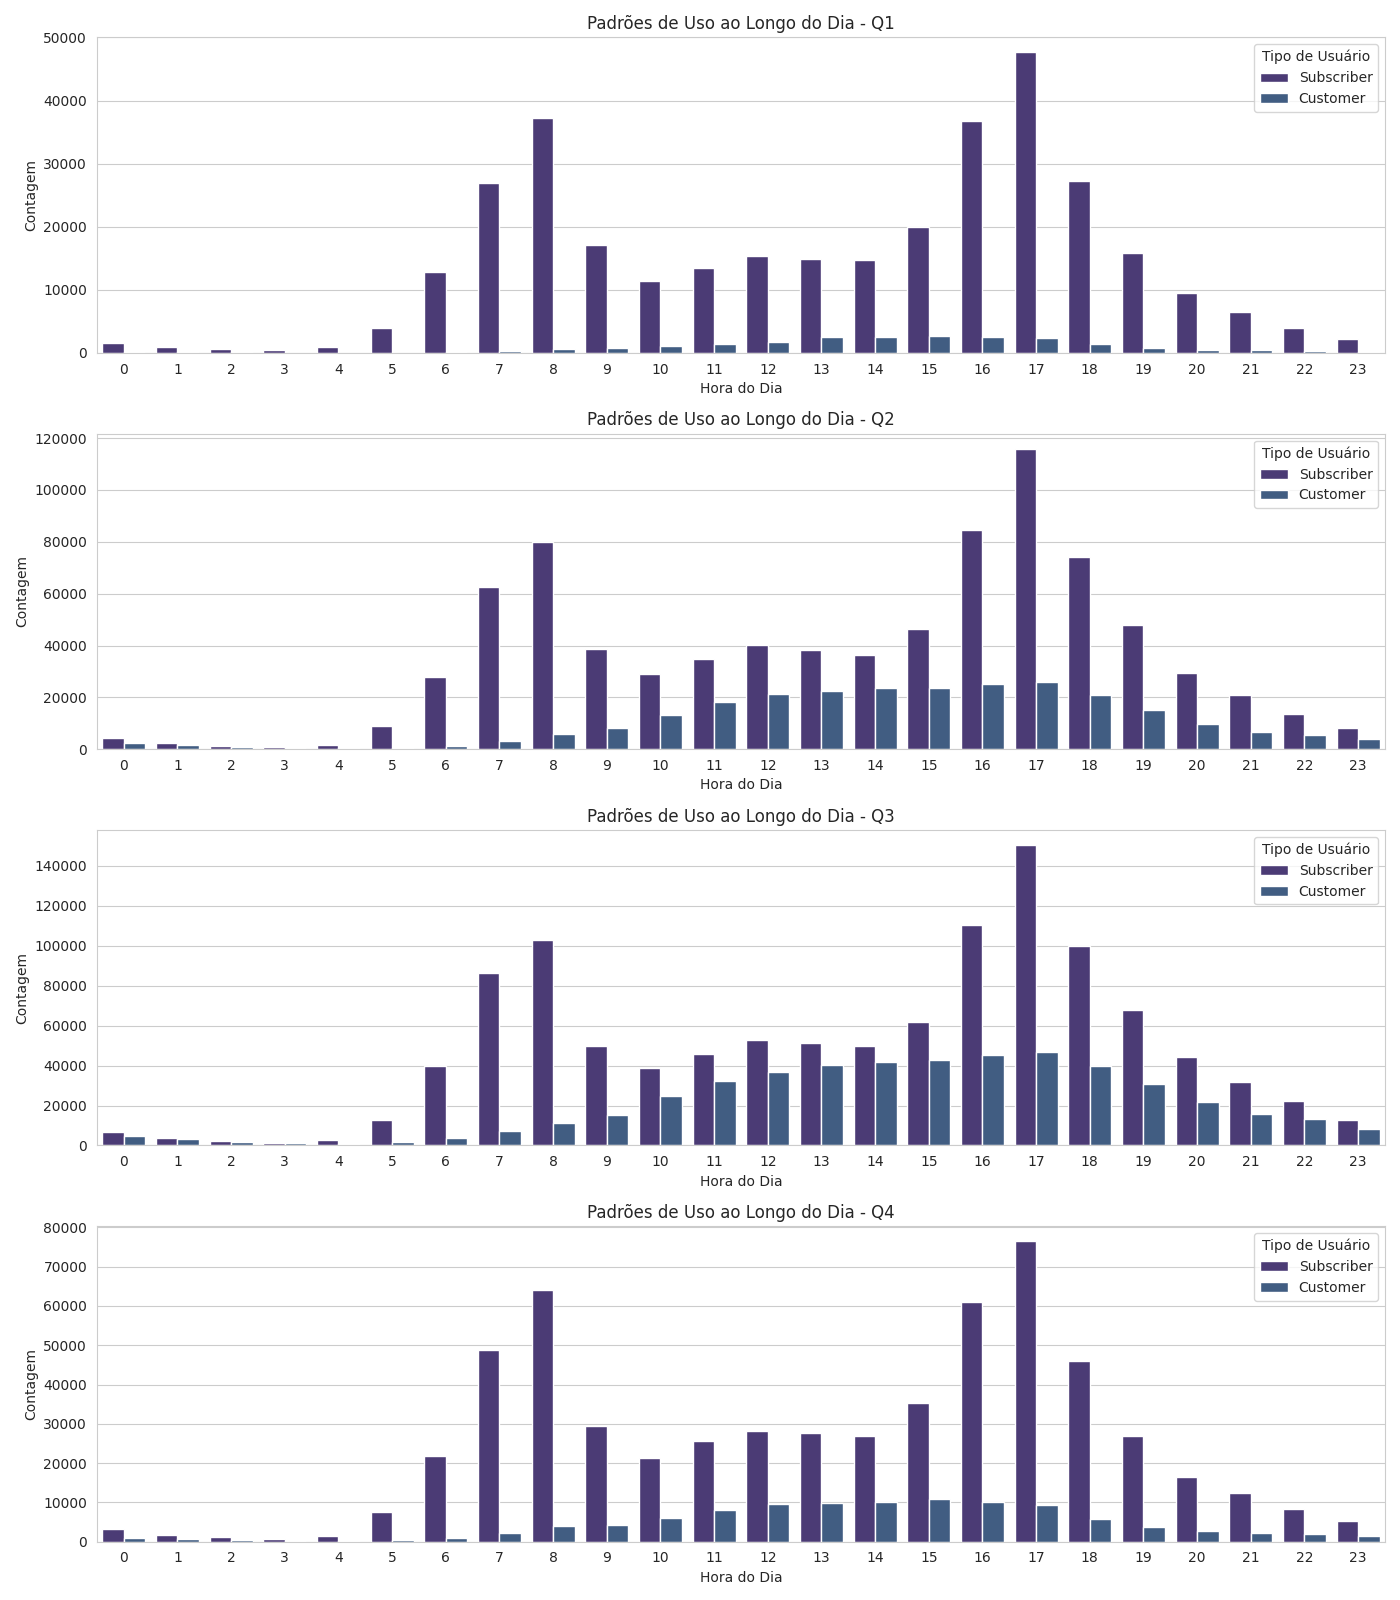 Padrões de Uso ao Longo do Dia - Q1
50000
40000
30000
20000
10000
0
Contagem
Tipo de Usuário
Subscriber
Customer
0 1 2 3 4 5 6 7 8 9 10 11 12 13 14 15 16 17 18 19 20 21 22 23
Hora do Dia
Padrões de Uso ao Longo do Dia - Q2
120000
100000
80000
60000
40000
20000
0
Contagem
Tipo de Usuário
Subscriber
Customer
0 1 2 3 4 5 6 7 8 9 10 11 12 13 14 15 16 17 18 19 20 21 22 23
Hora do Dia
Padrões de Uso ao Longo do Dia - Q3
140000
120000
100000
80000
60000
40000
20000
0
Contagem
Tipo de Usuário
Subscriber
Customer
0 1 2 3 4 5 6 7 8 9 10 11 12 13 14 15 16 17 18 19 20 21 22 23
Hora do Dia
Padrões de Uso ao Longo do Dia - Q4
80000
70000
60000
50000
40000
30000
20000
10000
0
Contagem
Tipo de Usuário
Subscriber
Customer
0 1 2 3 4 5 6 7 8 9 10 11 12 13 14 15 16 17 18 19 20 21 22 23
Hora do Dia